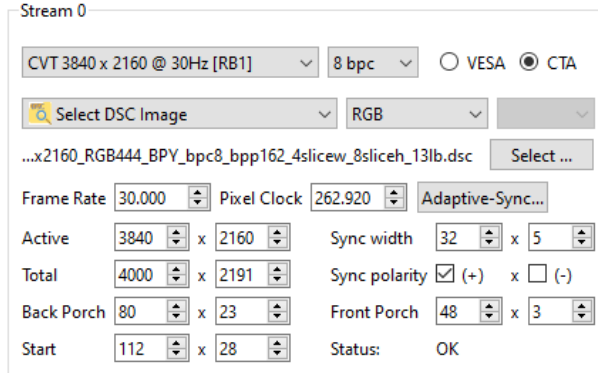 Stream 0
CVT 3840 x 2160 @ 30Hz [RB1] 8 bpc VESA CTA
Select DSC Image RGB
...x2160_RGB444_BPY_bpc8_bpp162_4slicew_8sliceh_13lb.dsc Select ...
Frame Rate 30.000 Pixel Clock 262.920 Adaptive-Sync...
Active 3840 x 2160 Sync width 32 x 5
Total 4000 x 2191 Sync polarity (+) x (-)
Back Porch 80 x 23 Front Porch 48 x 3
Start 112 x 28 Status: OK